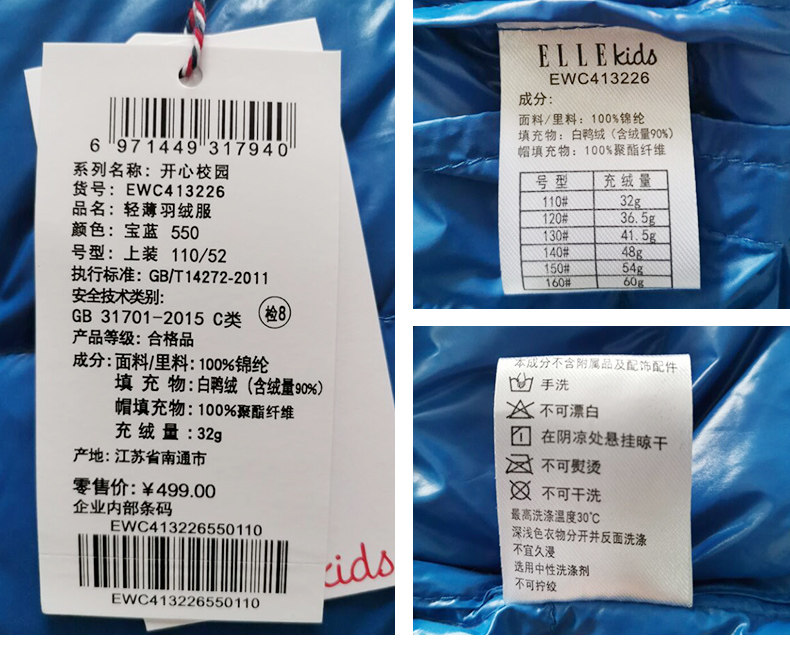 6 971449 317940
系列名称：开心校园
货号：EWC413226
品名：轻薄羽绒服
颜色：宝蓝 550
号型：上装 110/52
执行标准：GB/T14272-2011
安全技术类别：
GB 31701-2015 C类
检8
产品等级：合格品
成分：面料/里料：100%锦纶
填 充 物：白鸭绒（含绒量90%）
帽填充物：100%聚酯纤维
充 绒 量：32g
产地：江苏省南通市
零售价：￥499.00
企业内部条码
EWC413226550110
EWC413226550110
kids
ELLE kids
EWC413226
成分：
面料/里料：100%锦纶
填充物：白鸭绒（含绒量90%）
帽填充物：100%聚酯纤维
号 型 充 绒 量
110# 32g
120# 36.5g
130# 41.5g
140# 48g
150# 54g
160# 60g
本成分不含附属品及配饰配件
手洗
不可漂白
在阴凉处悬挂晾干
不可熨烫
不可干洗
最高洗涤温度30℃
深浅色衣物分开并反面洗涤
不宜久浸
选用中性洗涤剂
不可拧绞